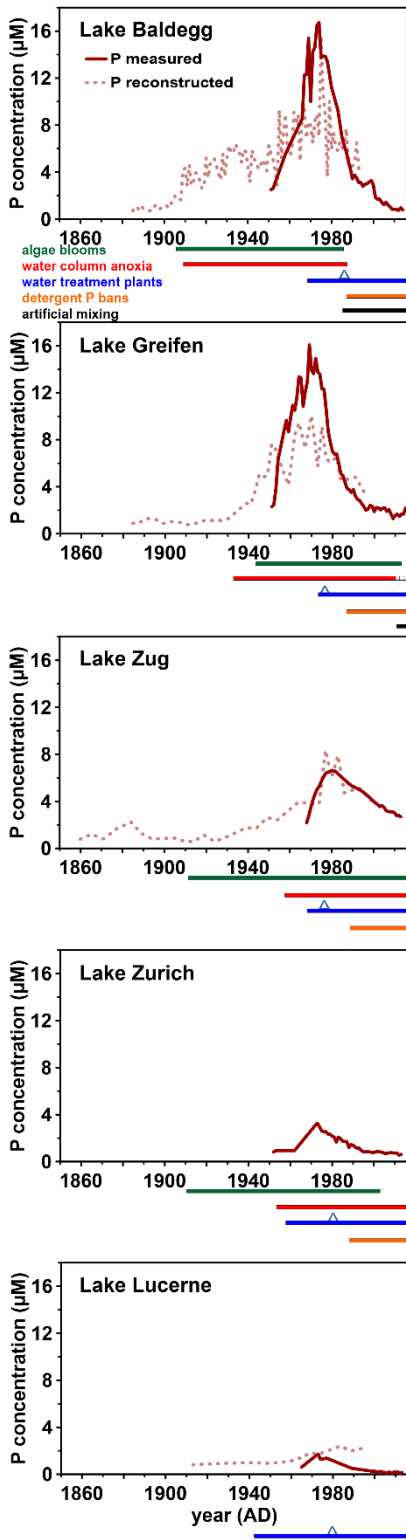 Lake Baldegg
P measured
P reconstructed
P concentration (µM)
16
12
8
4
0
1860 1900 1940 1980
algae blooms
water column anoxia
water treatment plants
detergent P bans
artificial mixing
Lake Greifen
P concentration (µM)
16
12
8
4
0
1860 1900 1940 1980
Lake Zug
P concentration (µM)
16
12
8
4
0
1860 1900 1940 1980
Lake Zurich
P concentration (µM)
16
12
8
4
0
1860 1900 1940 1980
Lake Lucerne
P concentration (µM)
16
12
8
4
0
1860 1900 1940 1980
year (AD)